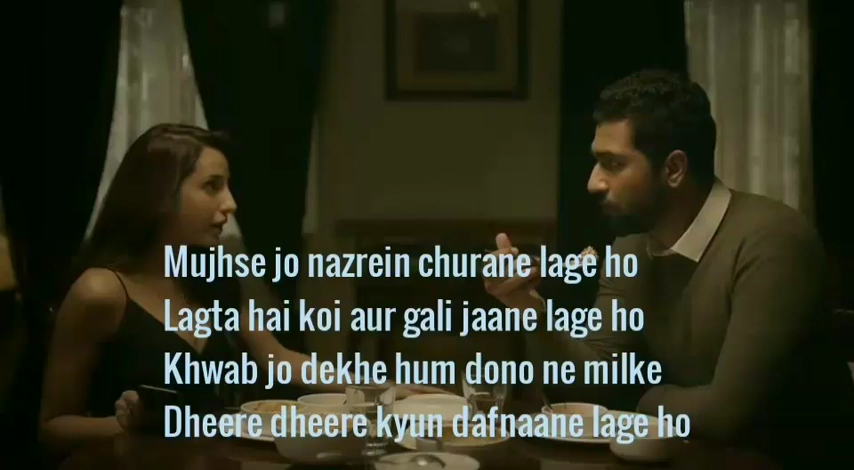 Mujhse jo nazrein churane lage ho
Lagta hai koi aur gali jaane lage ho
Khwab jo dekhe hum dono ne milke
Dheere dheere kyun dafnaane lage ho